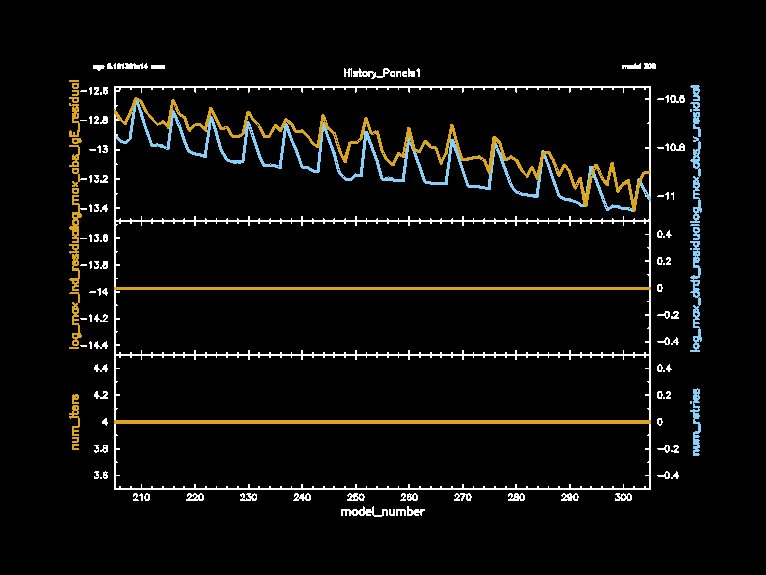 History_Panels1
model
log_max_abs_lgE_residual
−12.6
−12.8
−13
−13.2
−13.4
−10.6
−10.8
−11
log_max_abs_v_residual
log_max_lnd_residual
−13.6
−13.8
−14
−14.2
−14.4
0.4
0.2
0
−0.2
−0.4
log_max_drdt_residual
num_iters
4.4
4.2
4
3.8
3.6
0.4
0.2
0
−0.2
−0.4
num_retries
210 220 230 240 250 260 270 280 290 300
model_number